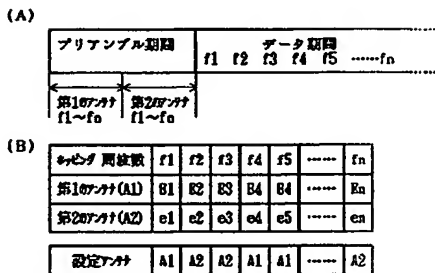 (A)
プリアンブル期間 データ期間
f1 f2 f3 f4 f5 ……fn
第1のアンテナ 第2のアンテナ
f1～fn f1～fn
(B)
ホッピング 周波数 f1 f2 f3 f4 f5 …… fn
第1のアンテナ(A1) E1 E2 E3 E4 E4 …… En
第2のアンテナ(A2) e1 e2 e3 e4 e5 …… en
設定アンテナ A1 A2 A2 A1 A1 …… A2